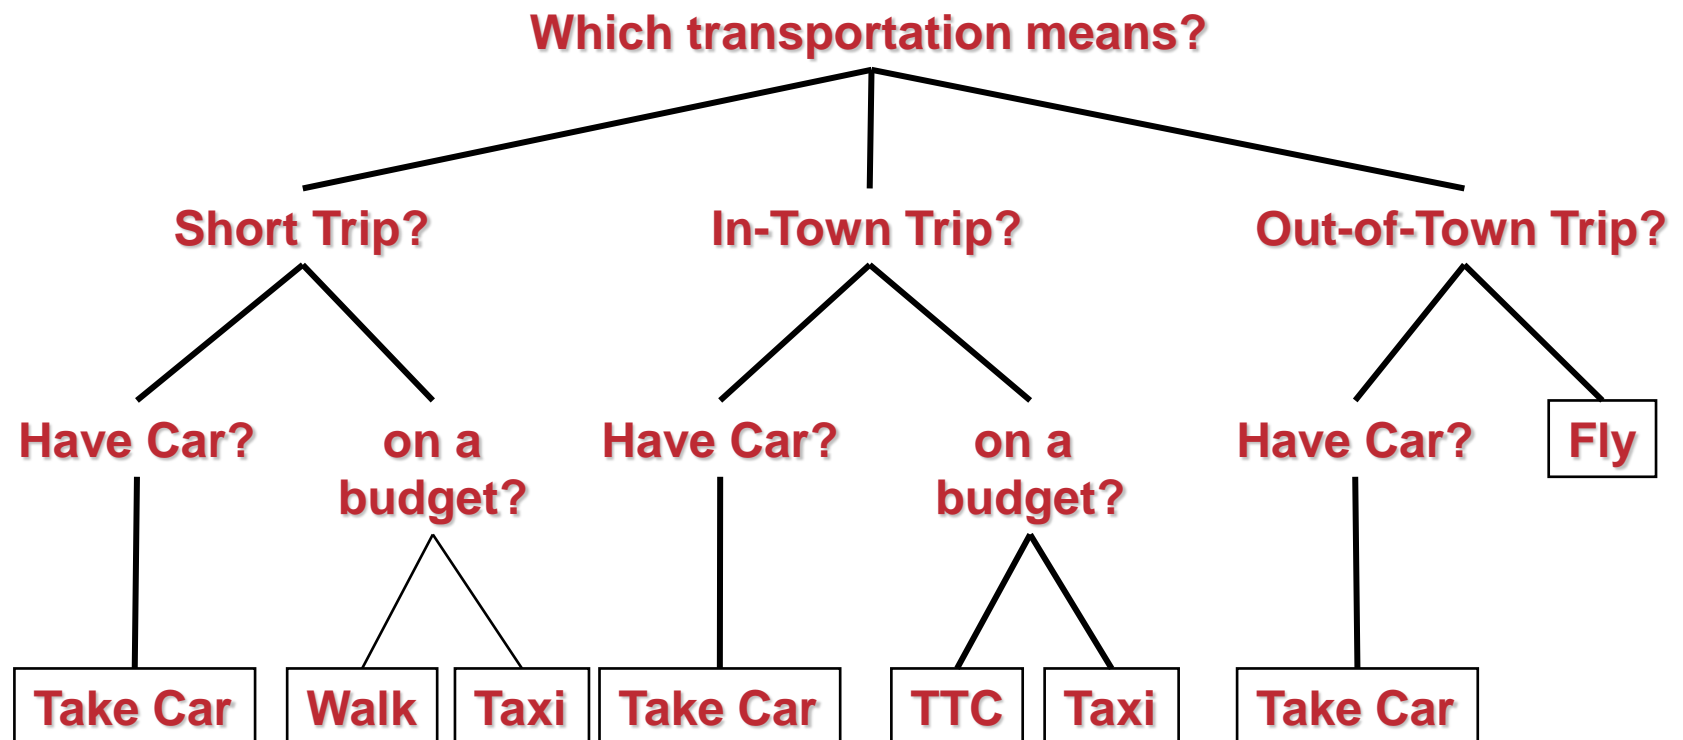 Which transportation means?
Short Trip?
In-Town Trip?
Out-of-Town Trip?
Have Car?
on a
budget?
Have Car?
on a
budget?
Have Car?
Fly
Take Car
Walk
Taxi
Take Car
TTC
Taxi
Take Car